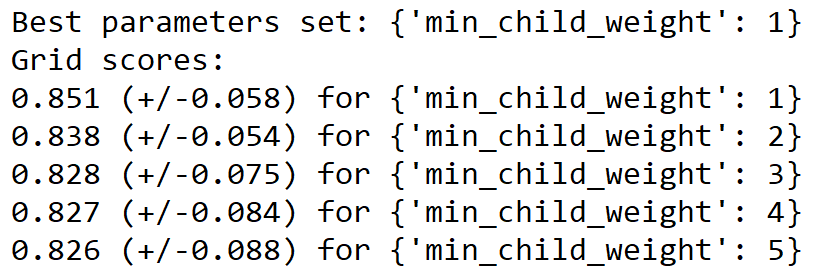 Best parameters set: {'min_child_weight': 1}
Grid scores:
0.851 (+/-0.058) for {'min_child_weight': 1}
0.838 (+/-0.054) for {'min_child_weight': 2}
0.828 (+/-0.075) for {'min_child_weight': 3}
0.827 (+/-0.084) for {'min_child_weight': 4}
0.826 (+/-0.088) for {'min_child_weight': 5}